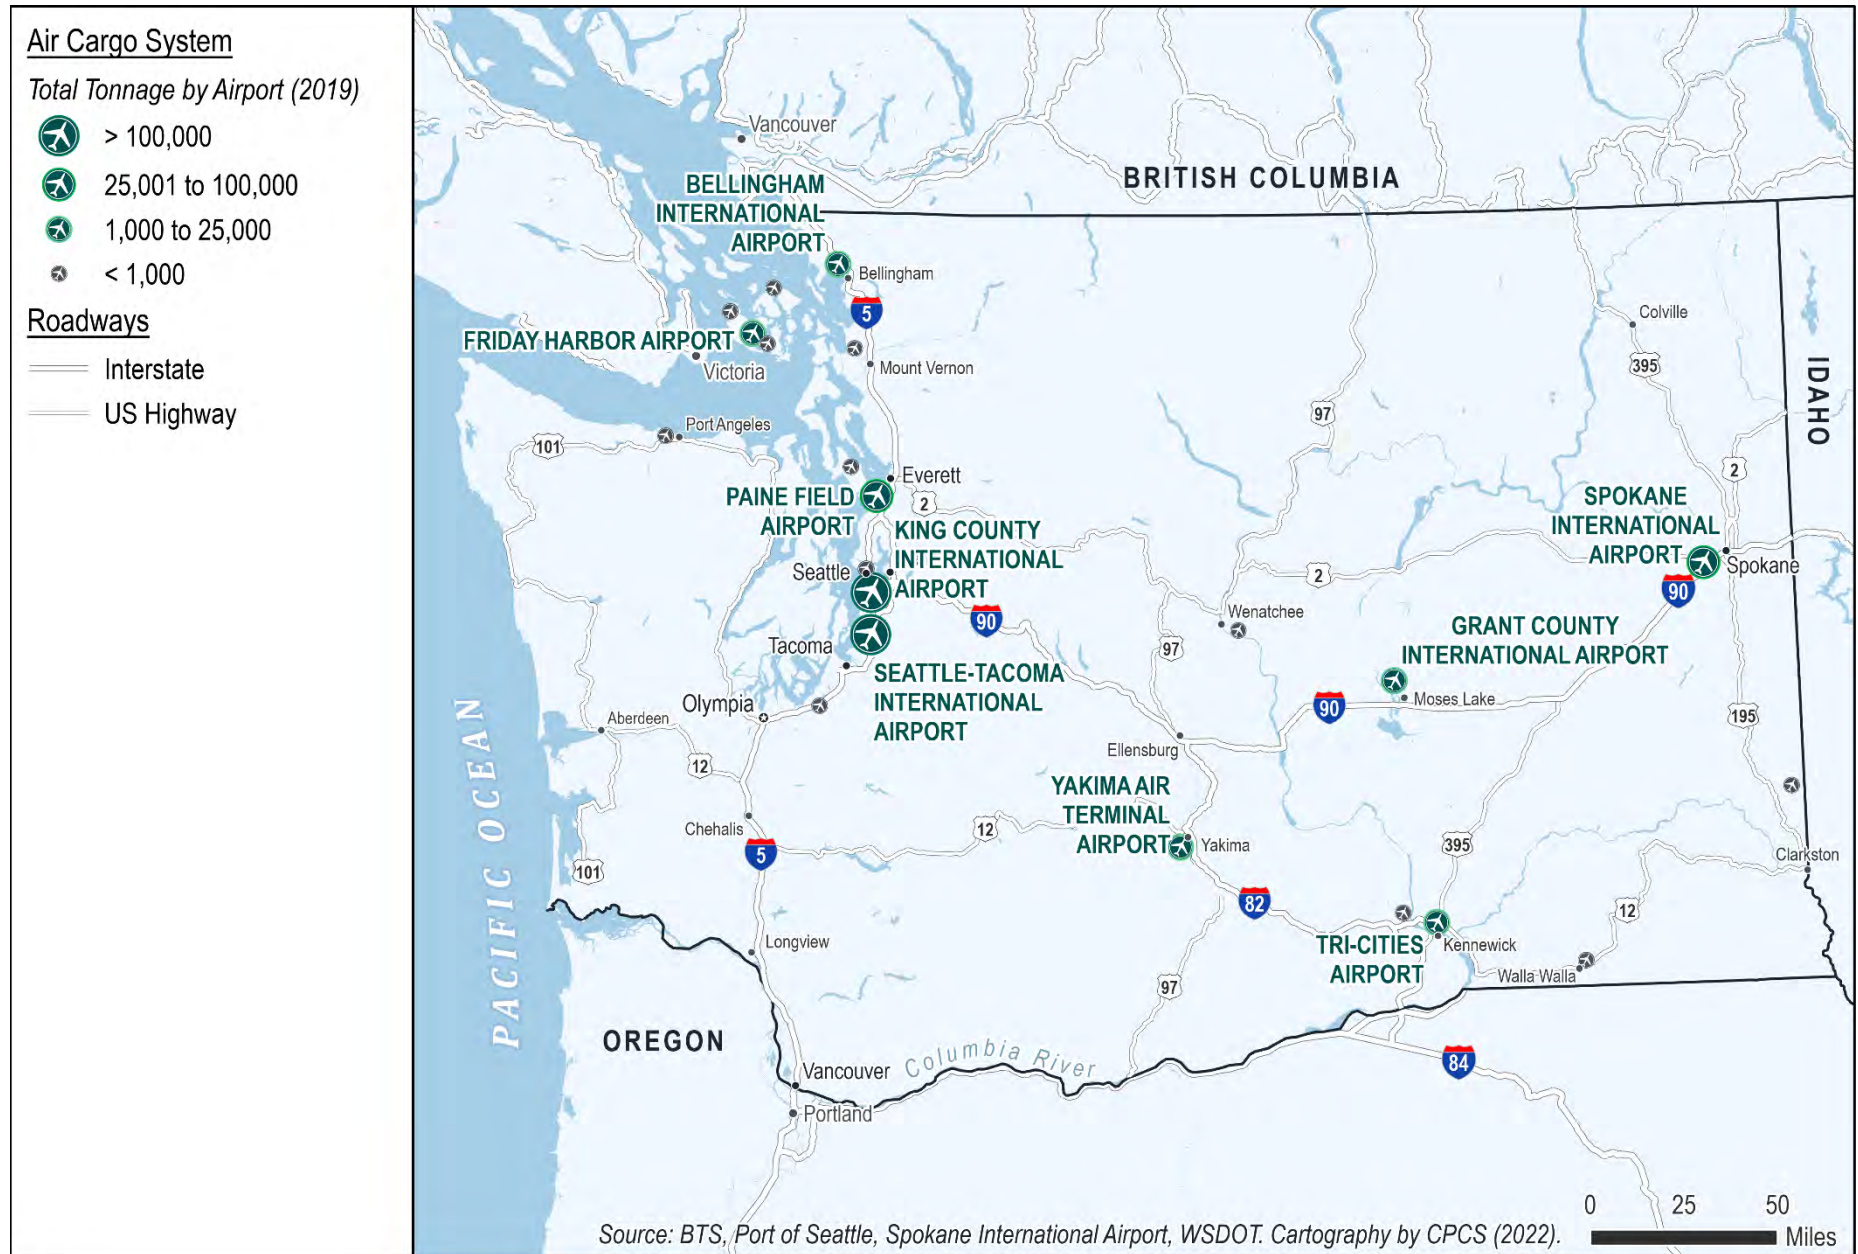 Air Cargo System
Total Tonnage by Airport (2019)
> 100,000
25,001 to 100,000
1,000 to 25,000
< 1,000
Roadways
Interstate
US Highway
Vancouver
BRITISH COLUMBIA
BELLINGHAM
INTERNATIONAL
AIRPORT
Bellingham
5
Colville
FRIDAY HARBOR AIRPORT
Victoria
Mount Vernon
395
IDAHO
97
Port Angeles
101
Everett
2
2
PAINE FIELD
AIRPORT
KING COUNTY
INTERNATIONAL
AIRPORT
SPOKANE
INTERNATIONAL
AIRPORT
Spokane
90
Seattle
2
90
Wenatchee
GRANT COUNTY
INTERNATIONAL AIRPORT
Tacoma
97
SEATTLE-TACOMA
INTERNATIONAL
AIRPORT
Moses Lake
90
Olympia
Aberdeen
195
PACIFIC OCEAN
Ellensburg
12
YAKIMA AIR
TERMINAL
AIRPORT
Yakima
Chehalis
12
5
395
Clarkston
101
82
12
Longview
TRI-CITIES
AIRPORT
Kennewick
Walla Walla
97
OREGON
Columbia River
Vancouver
84
Portland
0 25 50
Miles
Source: BTS, Port of Seattle, Spokane International Airport, WSDOT. Cartography by CPCS (2022).